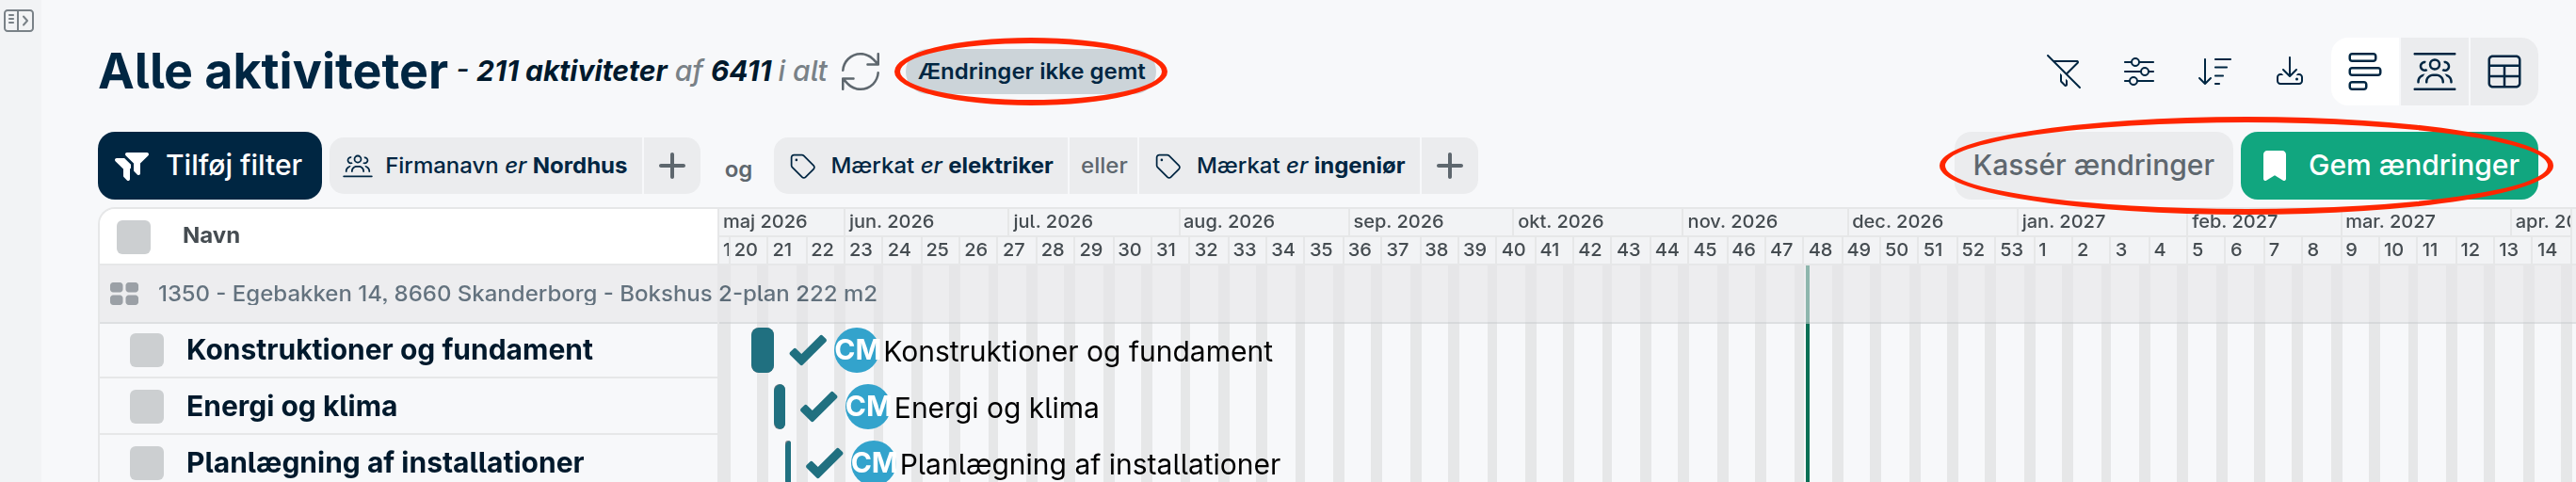 Alle aktiviteter - 211 aktiviteter af 6411 i alt Ændringer ikke gemt
Tilføj filter Firmanavn er Nordhus + og Mærkat er elektriker eller Mærkat er ingeniør + Kassér ændringer Gem ændringer
Navn
maj 2026 jun. 2026 jul. 2026 aug. 2026 sep. 2026 okt. 2026 nov. 2026 dec. 2026 jan. 2027 feb. 2027 mar. 2027 apr. 2
20 21 22 23 24 25 26 27 28 29 30 31 32 33 34 35 36 37 38 39 40 41 42 43 44 45 46 47 48 49 50 51 52 53 1 2 3 4 5 6 7 8 9 10 11 12 13 14
1350 - Egebakken 14, 8660 Skanderborg - Bokshus 2-plan 222 m2
Konstruktioner og fundament CM Konstruktioner og fundament
Energi og klima CM Energi og klima
Planlægning af installationer CM Planlægning af installationer